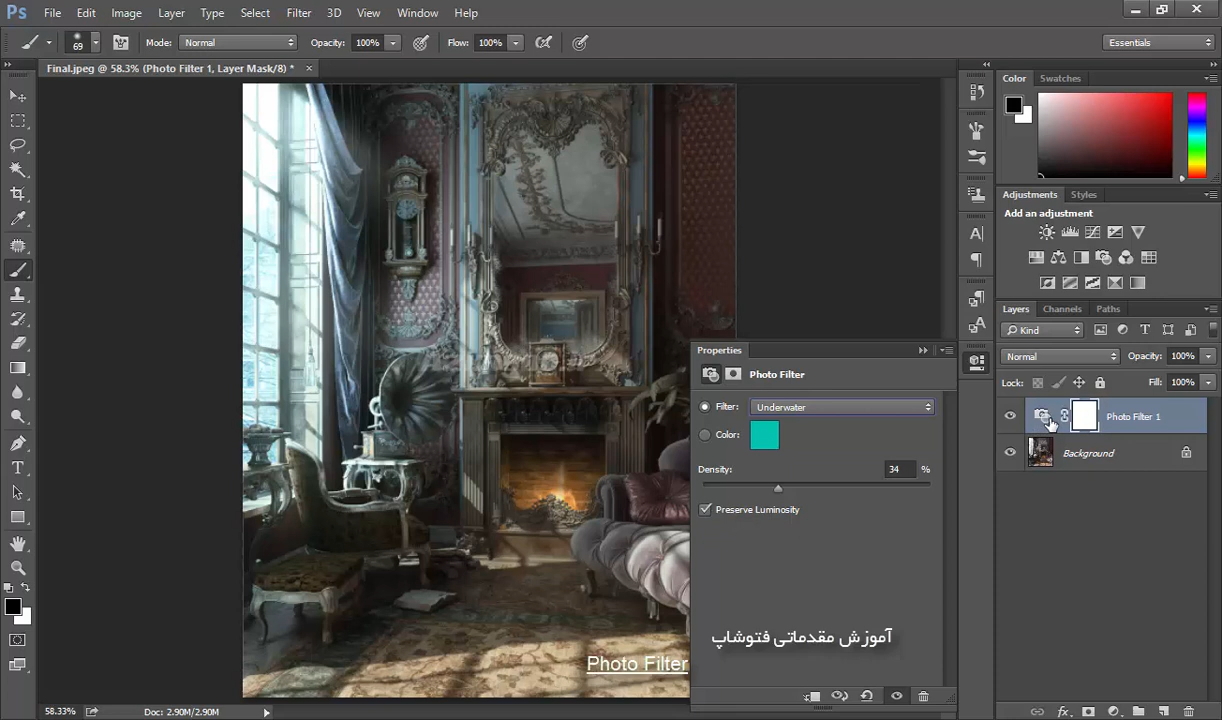 Ps File Edit Image Layer Type Select Filter 3D View Window Help
69 Mode: Normal Opacity: 100% Flow: 100% Essentials
Final.jpeg @ 58.3% (Photo Filter 1, Layer Mask/8) * ×
Color Swatches
Adjustments Styles
Add an adjustment
Layers Channels Paths
Kind
Normal Opacity: 100%
Lock: Fill: 100%
Photo Filter 1
Background
Properties
Photo Filter
Filter: Underwater
Color:
Density: 34 %
Preserve Luminosity
آموزش مقدماتی فتوشاپ
Photo Filter
58.33% Doc: 2.90M/2.90M